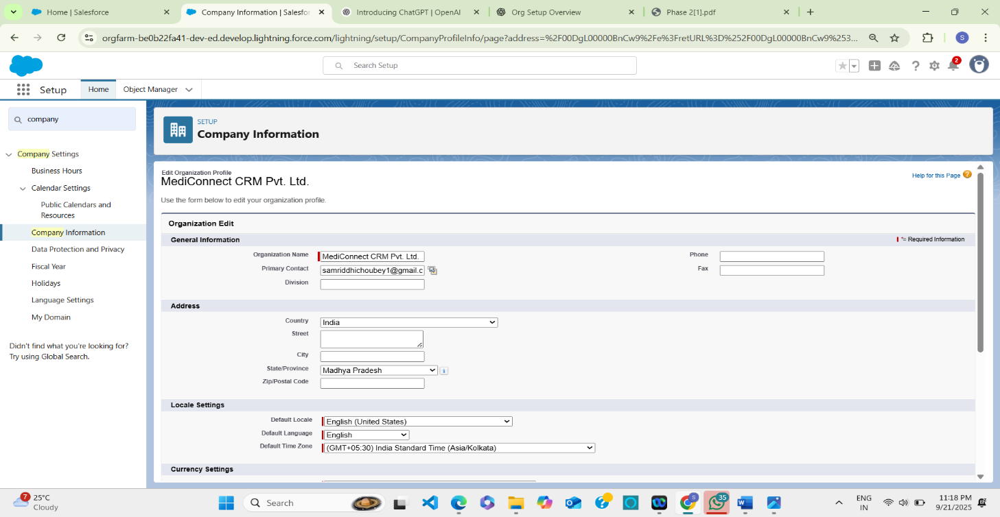 Home | Salesforce
Company Information | Salesfor
Introducing ChatGPT | OpenAI
Org Setup Overview
Phase 2[1].pdf
orgfarm-be0b22fa41-dev-ed.develop.lightning.force.com/lightning/setup/CompanyProfileInfo/page?address=%2F00DgL00000BnCw9%2Fe%3FretURL%3D%252F00DgL00000BnCw9%253...
S
Search Setup
2
Setup
Home
Object Manager
company
SETUP
Company Information
Company Settings
Business Hours
Calendar Settings
Public Calendars and
Resources
Company Information
Data Protection and Privacy
Fiscal Year
Holidays
Language Settings
My Domain
Didn't find what you're looking for?
Try using Global Search.
Edit Organization Profile
MediConnect CRM Pvt. Ltd.
Help for this Page ?
Use the form below to edit your organization profile.
Organization Edit
General Information
*= Required Information
Organization Name MediConnect CRM Pvt. Ltd.
Phone
Primary Contact samriddhichoubey1@gmail.c
Fax
Division
Address
Country India
Street
City
State/Province Madhya Pradesh i
Zip/Postal Code
Locale Settings
Default Locale English (United States)
Default Language English
Default Time Zone (GMT+05:30) India Standard Time (Asia/Kolkata)
Currency Settings
7
25°C
Cloudy
Search
S
35
ENG
IN
11:18 PM
9/21/2025